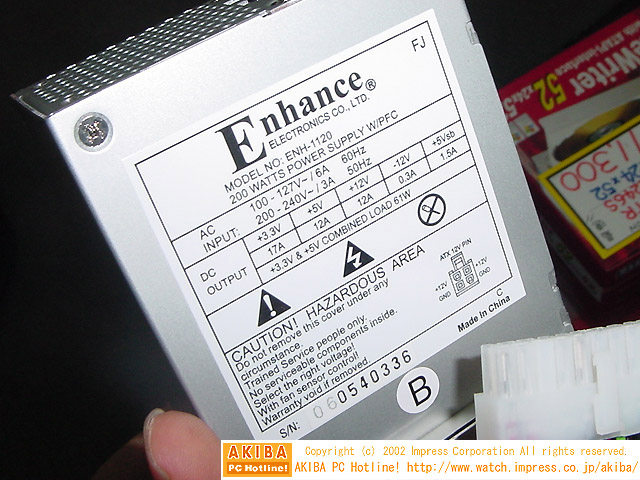 FJ
Enhance®
ELECTRONICS CO., LTD.
MODEL NO: ENH-1120
200 WATTS POWER SUPPLY W/PFC
AC INPUT: 100 - 127V~ / 6A 60Hz
200 - 240V~ / 3A 50Hz
DC OUTPUT
+3.3V +5V +12V -12V +5Vsb
17A 12A 12A 0.3A 1.5A
+3.3V & +5V COMBINED LOAD 61W
ATX 12V PIN
+12V +12V
GND GND
CAUTION! HAZARDOUS AREA
Do not remove this cover under any
circumstance.
Trained Service people only.
No serviceable components inside.
Select the right voltage!
With fan sensor control!
Warranty void if removed.
C
Made In China
S/N: 060540336
B
Writer 52
24×52
11,300
AKIBA
PC Hotline!
Copyright (c) 2002 Impress Corporation All rights reserved.
AKIBA PC Hotline! http://www.watch.impress.co.jp/akiba/